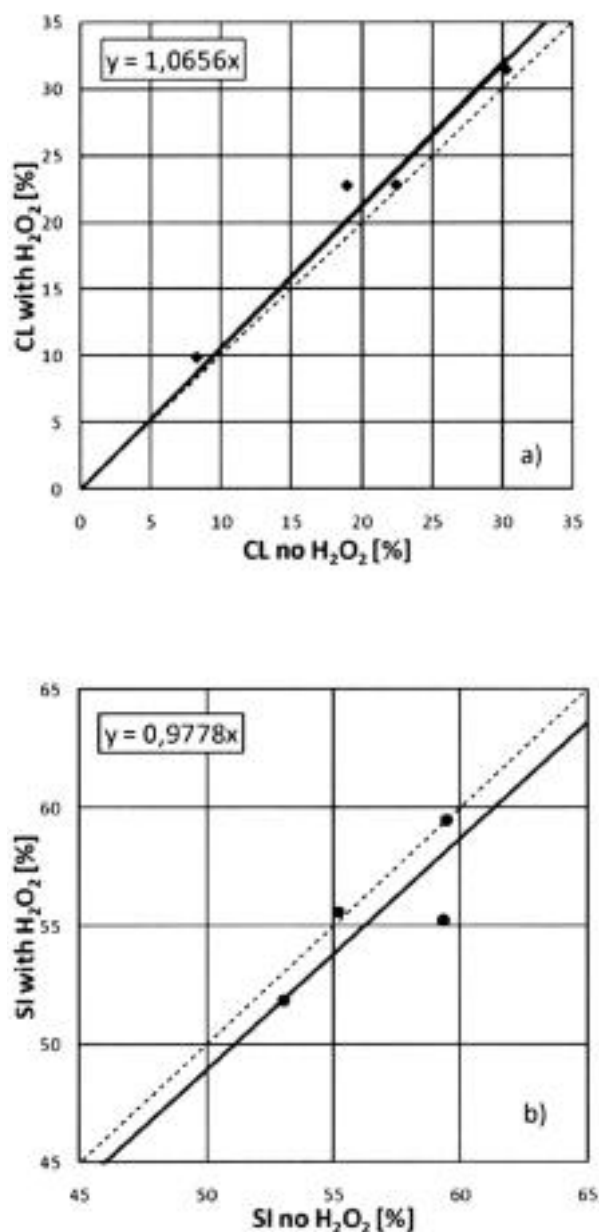 35
y = 1,0656x
30
25
20
15
10
5
0
CL with H₂O₂ [%]
a)
0 5 10 15 20 25 30 35
CL no H₂O₂ [%]
65
y = 0,9778x
60
55
50
45
SI with H₂O₂ [%]
b)
45 50 55 60 65
SI no H₂O₂ [%]